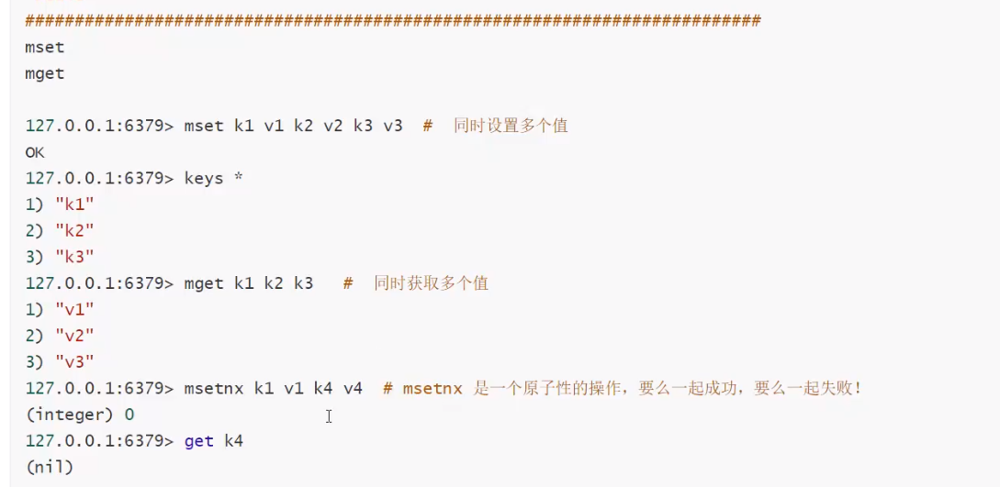 ##########################################################################
mset
mget
127.0.0.1:6379> mset k1 v1 k2 v2 k3 v3  #  同时设置多个值
OK
127.0.0.1:6379> keys *
1) "k1"
2) "k2"
3) "k3"
127.0.0.1:6379> mget k1 k2 k3   #  同时获取多个值
1) "v1"
2) "v2"
3) "v3"
127.0.0.1:6379> msetnx k1 v1 k4 v4  # msetnx 是一个原子性的操作，要么一起成功，要么一起失败！
(integer) 0
127.0.0.1:6379> get k4
(nil)